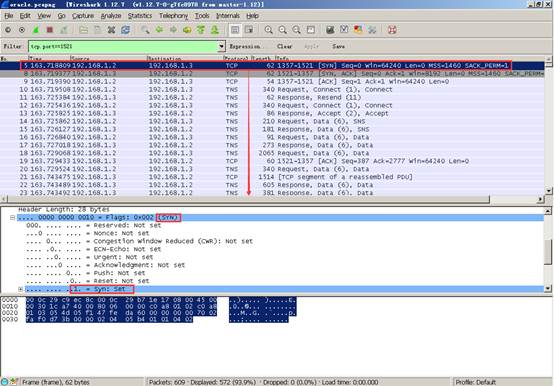 oracle.pcapng [Wireshark 1.12.7 (v1.12.7-0-g7fc8978 from master-1.12)]
File Edit View Go Capture Analyze Statistics Telephony Tools Internals Help
Filter: tcp.port==1521 Expression... Clear Apply Save
No. Time Source Destination Protocol Length Info
5 163.718809 192.168.1.2 192.168.1.3 TCP 62 1357→1521 [SYN] Seq=0 Win=64240 Len=0 MSS=1460 SACK_PERM=1
8 163.719377 192.168.1.3 192.168.1.2 TCP 62 1521→1357 [SYN, ACK] Seq=0 Ack=1 Win=8192 Len=0 MSS=1460 SACK_PERM=
9 163.719390 192.168.1.2 192.168.1.3 TCP 54 1357→1521 [ACK] Seq=1 Ack=1 Win=64240 Len=0
10 163.719508 192.168.1.2 192.168.1.3 TNS 340 Request, Connect (1), Connect
12 163.725398 192.168.1.3 192.168.1.2 TNS 62 Response, Resend (11)
13 163.725436 192.168.1.2 192.168.1.3 TNS 340 Request, Connect (1), Connect
14 163.725825 192.168.1.3 192.168.1.2 TNS 86 Response, Accept (2), Accept
15 163.725862 192.168.1.2 192.168.1.3 TNS 210 Request, Data (6), SNS
15 163.726127 192.168.1.3 192.168.1.2 TNS 181 Response, Data (6), SNS
16 163.726840 192.168.1.2 192.168.1.3 TNS 91 Request, Data (6), Data
17 163.727018 192.168.1.3 192.168.1.2 TNS 273 Response, Data (6), Data
18 163.729068 192.168.1.2 192.168.1.3 TNS 2065 Request, Data (6), Data
19 163.729433 192.168.1.3 192.168.1.2 TCP 60 1521→1357 [ACK] Seq=387 Ack=2777 Win=64240 Len=0
20 163.743475 192.168.1.3 192.168.1.2 TCP 1514 [TCP segment of a reassembled PDU]
22 163.743489 192.168.1.3 192.168.1.2 TNS 605 Response, Data (6), Data
23 163.743492 192.168.1.3 192.168.1.2 TNS 381 Response, Data (6), Data
Header Length: 28 bytes
.... 0000 0000 0010 = Flags: 0x002 (SYN)
000. .... .... = Reserved: Not set
...0 .... .... = Nonce: Not set
.... 0... .... = Congestion Window Reduced (CWR): Not set
.... .0.. .... = ECN-Echo: Not set
.... ..0. .... = Urgent: Not set
.... ...0 .... = Acknowledgment: Not set
.... .... 0... = Push: Not set
.... .... .0.. = Reset: Not set
.... .... ..1. = Syn: Set
0000 00 0c 29 c9 ec 8c 00 0c 29 b7 1e 17 08 00 45 00
0010 00 30 1c a7 40 00 80 06 00 00 c0 a8 01 02 c0 a8
0020 01 03 05 4d 05 f1 47 fe da 60 00 00 00 00 70 02
0030 fa f0 d7 3b 00 00 02 04 05 b4 01 01 04 02
Frame (frame), 62 bytes Packets: 609 · Displayed: 572 (93.9%) · Dropped: 0 (0.0%) · Load time: 0:00.000 Profile: Default